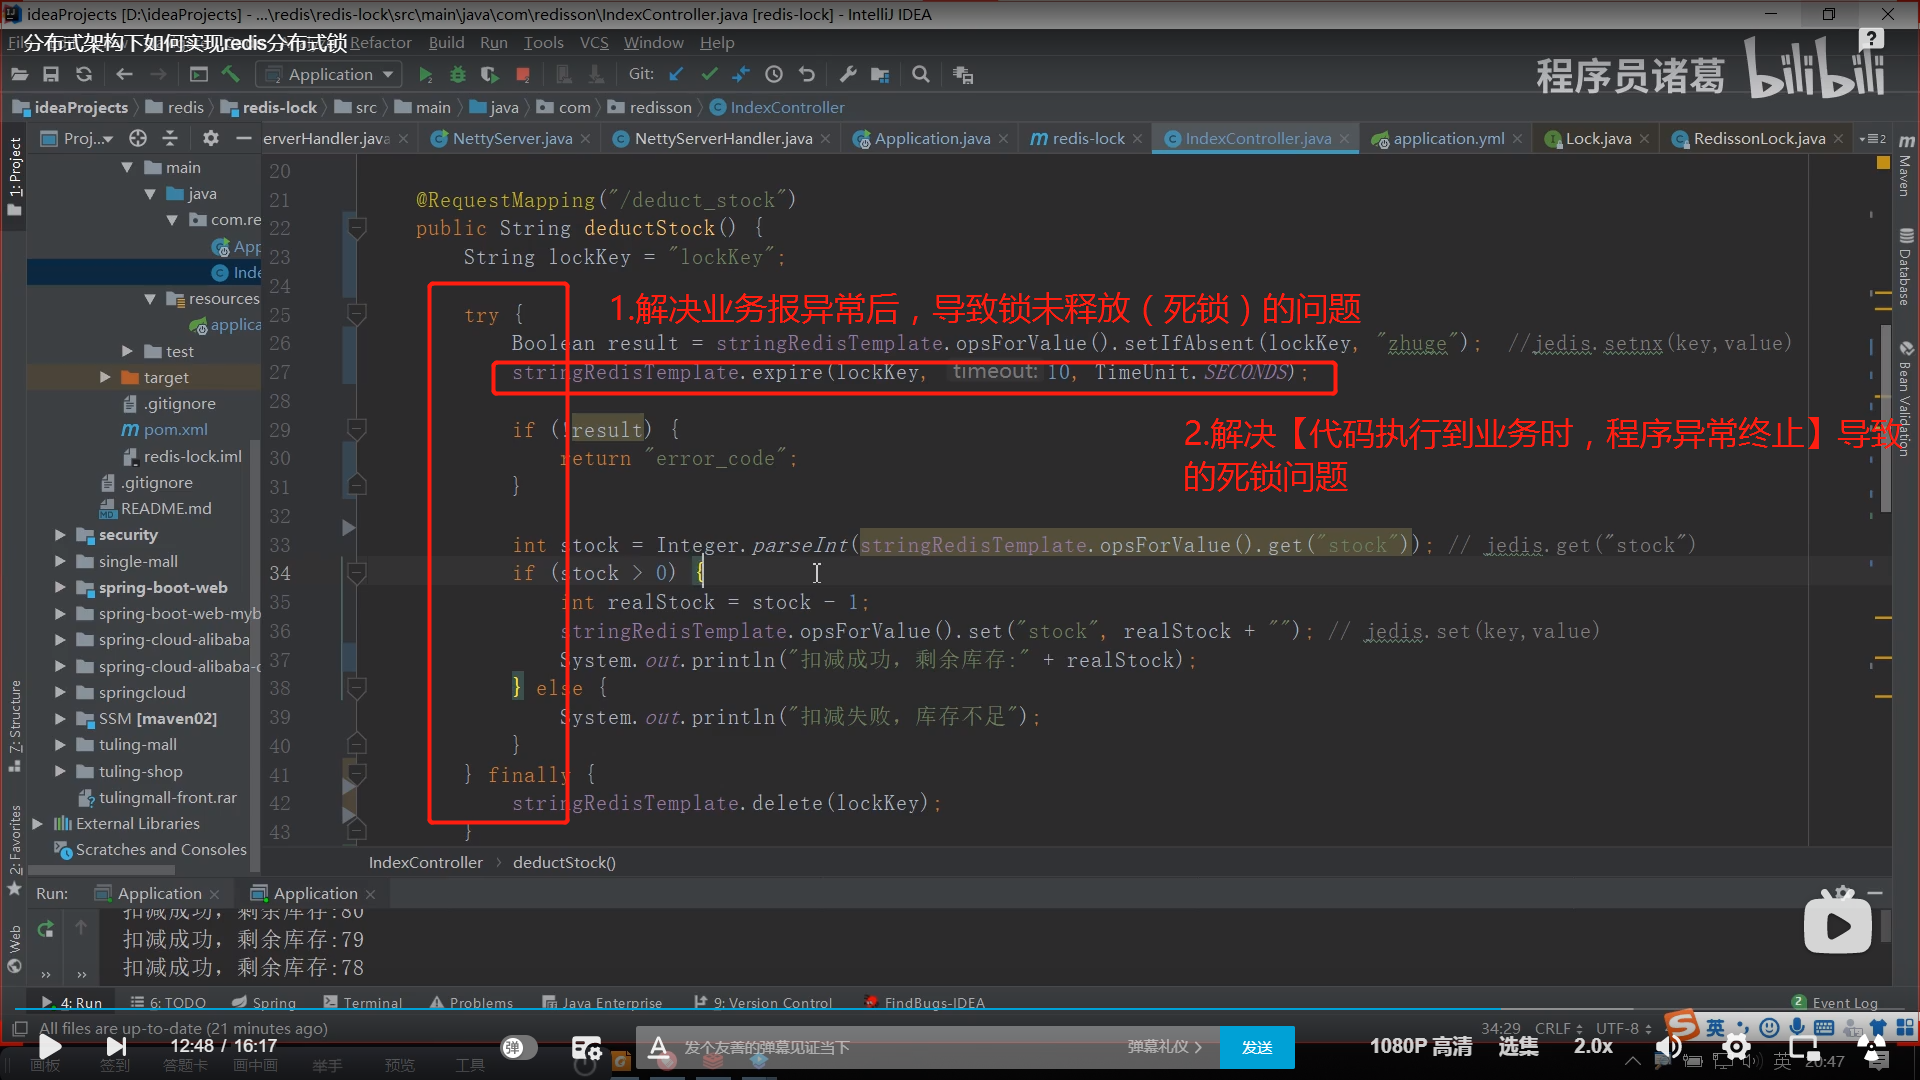 ideaProjects [D:\ideaProjects] - ...\redis\redis-lock\src\main\java\com\redisson\IndexController.java [redis-lock] - IntelliJ IDEA
分布式架构下如何实现redis分布式锁
Refactor Build Run Tools VCS Window Help
Application Git:
程序员诸葛 bilibili
ideaProjects redis redis-lock src main java com redisson IndexController
Proj... erverHandler.java NettyServer.java NettyServerHandler.java Application.java redis-lock IndexController.java application.yml Lock.java RedissonLock.java
1: Project
7: Structure
2: Favorites
Web
Maven
Database
Bean Validation
main
java
com.re
App
Inde
resources
applica
test
target
.gitignore
pom.xml
redis-lock.iml
.gitignore
README.md
security
single-mall
spring-boot-web
spring-boot-web-myb
spring-cloud-alibaba
spring-cloud-alibaba-c
springcloud
SSM [maven02]
tuling-mall
tuling-shop
tulingmall-front.rar
External Libraries
Scratches and Consoles
20
21 @RequestMapping("/deduct_stock")
22 public String deductStock() {
23 String lockKey = "lockKey";
24
25 try {
1.解决业务报异常后，导致锁未释放（死锁）的问题
26 Boolean result = stringRedisTemplate.opsForValue().setIfAbsent(lockKey, "zhuge"); //jedis.setnx(key,value)
27 stringRedisTemplate.expire(lockKey, timeout: 10, TimeUnit.SECONDS);
28
29 if (!result) {
30 return "error_code";
2.解决【代码执行到业务时，程序异常终止】导致
的死锁问题
31 }
32
33 int stock = Integer.parseInt(stringRedisTemplate.opsForValue().get("stock")); // jedis.get("stock")
34 if (stock > 0) {
35 int realStock = stock - 1;
36 stringRedisTemplate.opsForValue().set("stock", realStock + ""); // jedis.set(key,value)
37 System.out.println("扣减成功，剩余库存:" + realStock);
38 } else {
39 System.out.println("扣减失败，库存不足");
40 }
41 } finally {
42 stringRedisTemplate.delete(lockKey);
43 }
IndexController deductStock()
Run: Application Application
扣减成功，剩余库存:80
扣减成功，剩余库存:79
扣减成功，剩余库存:78
4: Run 6: TODO Spring Terminal Problems Java Enterprise 9: Version Control FindBugs-IDEA 2 Event Log
All files are up-to-date (21 minutes ago) 34:29 CRLF UTF-8 英
12:48 / 16:17 弹 发个友善的弹幕见证当下 弹幕礼仪 发送 1080P 高清 选集 2.0x
画板 签到 答题卡 画中画 举手 预览 工具 英 20:47